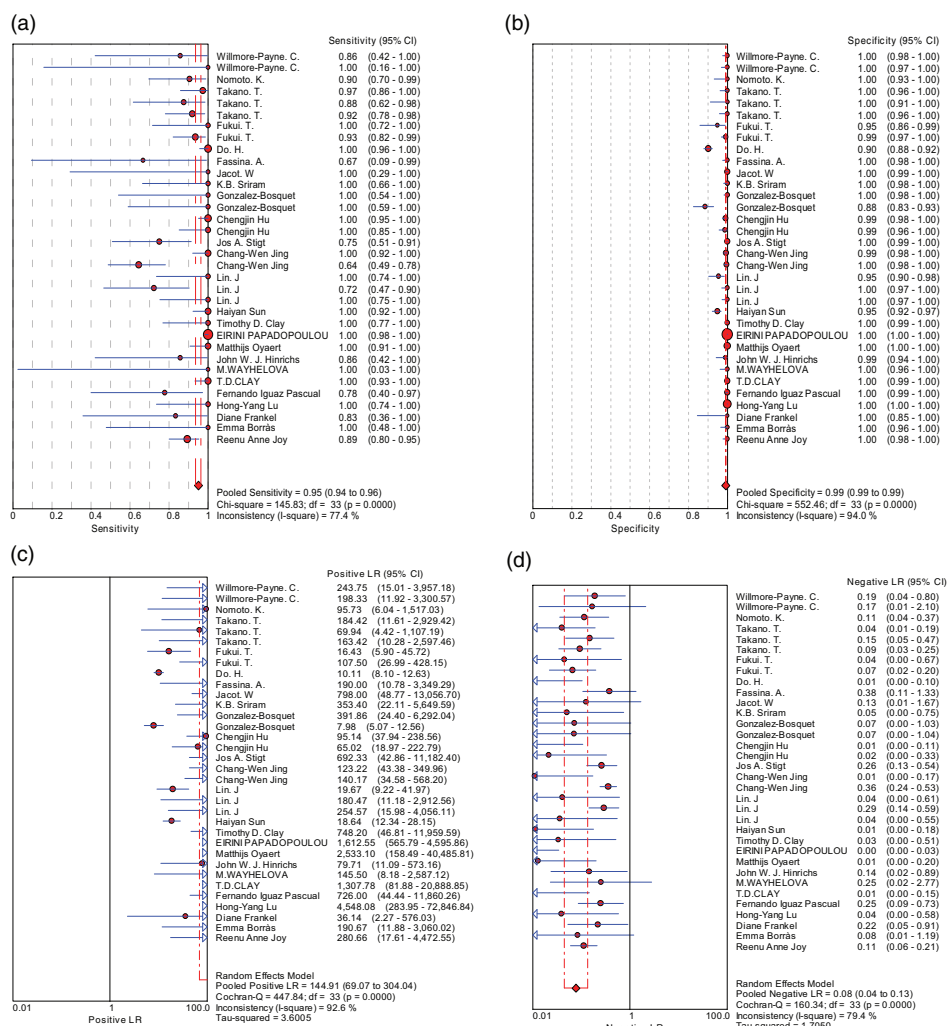 (a)
Sensitivity (95% CI)
Willmore-Payne. C. 0.86 (0.42 - 1.00)
Willmore-Payne. C. 1.00 (0.16 - 1.00)
Nomoto. K. 0.90 (0.70 - 0.99)
Takano. T. 0.97 (0.86 - 1.00)
Takano. T. 0.88 (0.62 - 0.98)
Takano. T. 0.92 (0.78 - 0.98)
Fukui. T. 1.00 (0.72 - 1.00)
Fukui. T. 0.93 (0.82 - 0.99)
Do. H. 1.00 (0.96 - 1.00)
Fassina. A. 0.67 (0.09 - 0.99)
Jacot. W 1.00 (0.29 - 1.00)
K.B. Sriram 1.00 (0.66 - 1.00)
Gonzalez-Bosquet 1.00 (0.54 - 1.00)
Gonzalez-Bosquet 1.00 (0.59 - 1.00)
Chengjin Hu 1.00 (0.95 - 1.00)
Chengjin Hu 1.00 (0.85 - 1.00)
Jos A. Stigt 0.75 (0.51 - 0.91)
Chang-Wen Jing 1.00 (0.92 - 1.00)
Chang-Wen Jing 0.64 (0.49 - 0.78)
Lin. J 1.00 (0.74 - 1.00)
Lin. J 0.72 (0.47 - 0.90)
Lin. J 1.00 (0.75 - 1.00)
Haiyan Sun 1.00 (0.92 - 1.00)
Timothy D. Clay 1.00 (0.77 - 1.00)
EIRINI PAPADOPOULOU 1.00 (0.98 - 1.00)
Matthijs Oyaert 1.00 (0.91 - 1.00)
John W. J. Hinrichs 0.86 (0.42 - 1.00)
M.WAYHELOVA 1.00 (0.03 - 1.00)
T.D.CLAY 1.00 (0.93 - 1.00)
Fernando Iguaz Pascual 0.78 (0.40 - 0.97)
Hong-Yang Lu 1.00 (0.74 - 1.00)
Diane Frankel 0.83 (0.36 - 1.00)
Emma Borràs 1.00 (0.48 - 1.00)
Reenu Anne Joy 0.89 (0.80 - 0.95)
Pooled Sensitivity = 0.95 (0.94 to 0.96)
Chi-square = 145.83; df = 33 (p = 0.0000)
Inconsistency (I-square) = 77.4 %
0 0.2 0.4 0.6 0.8 1
Sensitivity
(b)
Specificity (95% CI)
Willmore-Payne. C. 1.00 (0.98 - 1.00)
Willmore-Payne. C. 1.00 (0.97 - 1.00)
Nomoto. K. 1.00 (0.93 - 1.00)
Takano. T. 1.00 (0.96 - 1.00)
Takano. T. 1.00 (0.91 - 1.00)
Takano. T. 1.00 (0.96 - 1.00)
Fukui. T. 0.95 (0.86 - 0.99)
Fukui. T. 0.99 (0.97 - 1.00)
Do. H. 0.90 (0.88 - 0.92)
Fassina. A. 1.00 (0.98 - 1.00)
Jacot. W 1.00 (0.99 - 1.00)
K.B. Sriram 1.00 (0.98 - 1.00)
Gonzalez-Bosquet 1.00 (0.98 - 1.00)
Gonzalez-Bosquet 0.88 (0.83 - 0.93)
Chengjin Hu 0.99 (0.98 - 1.00)
Chengjin Hu 0.99 (0.96 - 1.00)
Jos A. Stigt 1.00 (0.99 - 1.00)
Chang-Wen Jing 0.99 (0.98 - 1.00)
Chang-Wen Jing 1.00 (0.98 - 1.00)
Lin. J 0.95 (0.90 - 0.98)
Lin. J 1.00 (0.97 - 1.00)
Lin. J 1.00 (0.97 - 1.00)
Haiyan Sun 0.95 (0.92 - 0.97)
Timothy D. Clay 1.00 (0.99 - 1.00)
EIRINI PAPADOPOULOU 1.00 (1.00 - 1.00)
Matthijs Oyaert 1.00 (1.00 - 1.00)
John W. J. Hinrichs 0.99 (0.94 - 1.00)
M.WAYHELOVA 1.00 (0.96 - 1.00)
T.D.CLAY 1.00 (0.99 - 1.00)
Fernando Iguaz Pascual 1.00 (0.99 - 1.00)
Hong-Yang Lu 1.00 (1.00 - 1.00)
Diane Frankel 1.00 (0.85 - 1.00)
Emma Borràs 1.00 (0.96 - 1.00)
Reenu Anne Joy 1.00 (0.98 - 1.00)
Pooled Specificity = 0.99 (0.99 to 0.99)
Chi-square = 552.46; df = 33 (p = 0.0000)
Inconsistency (I-square) = 94.0 %
0 0.2 0.4 0.6 0.8 1
Specificity
(c)
Positive LR (95% CI)
Willmore-Payne. C. 243.75 (15.01 - 3,957.18)
Willmore-Payne. C. 198.33 (11.92 - 3,300.57)
Nomoto. K. 95.73 (6.04 - 1,517.03)
Takano. T. 184.42 (11.61 - 2,929.42)
Takano. T. 69.94 (4.42 - 1,107.19)
Takano. T. 163.42 (10.28 - 2,597.46)
Fukui. T. 16.43 (5.90 - 45.72)
Fukui. T. 107.50 (26.99 - 428.15)
Do. H. 10.11 (8.10 - 12.63)
Fassina. A. 190.00 (10.78 - 3,349.29)
Jacot. W 798.00 (48.77 - 13,056.70)
K.B. Sriram 353.40 (22.11 - 5,649.59)
Gonzalez-Bosquet 391.86 (24.40 - 6,292.04)
Gonzalez-Bosquet 7.98 (5.07 - 12.56)
Chengjin Hu 95.14 (37.94 - 238.56)
Chengjin Hu 65.02 (18.97 - 222.79)
Jos A. Stigt 692.33 (42.86 - 11,182.40)
Chang-Wen Jing 123.22 (43.38 - 349.96)
Chang-Wen Jing 140.17 (34.58 - 568.20)
Lin. J 19.67 (9.22 - 41.97)
Lin. J 180.47 (11.18 - 2,912.56)
Lin. J 254.57 (15.98 - 4,056.11)
Haiyan Sun 18.64 (12.34 - 28.15)
Timothy D. Clay 748.20 (46.81 - 11,959.59)
EIRINI PAPADOPOULOU 1,612.55 (565.79 - 4,595.86)
Matthijs Oyaert 2,533.10 (158.49 - 40,485.81)
John W. J. Hinrichs 79.71 (11.09 - 573.16)
M.WAYHELOVA 145.50 (8.18 - 2,587.12)
T.D.CLAY 1,307.78 (81.88 - 20,888.85)
Fernando Iguaz Pascual 726.00 (44.44 - 11,860.26)
Hong-Yang Lu 4,548.08 (283.95 - 72,846.84)
Diane Frankel 36.14 (2.27 - 576.03)
Emma Borràs 190.67 (11.88 - 3,060.02)
Reenu Anne Joy 280.66 (17.61 - 4,472.55)
Random Effects Model
Pooled Positive LR = 144.91 (69.07 to 304.04)
Cochran-Q = 447.84; df = 33 (p = 0.0000)
Inconsistency (I-square) = 92.6 %
Tau-squared = 3.6005
0.01 1 100.0
Positive LR
(d)
Negative LR (95% CI)
Willmore-Payne. C. 0.19 (0.04 - 0.80)
Willmore-Payne. C. 0.17 (0.01 - 2.10)
Nomoto. K. 0.11 (0.04 - 0.37)
Takano. T. 0.04 (0.01 - 0.19)
Takano. T. 0.15 (0.05 - 0.47)
Takano. T. 0.09 (0.03 - 0.25)
Fukui. T. 0.04 (0.00 - 0.67)
Fukui. T. 0.07 (0.02 - 0.20)
Do. H. 0.01 (0.00 - 0.10)
Fassina. A. 0.38 (0.11 - 1.33)
Jacot. W 0.13 (0.01 - 1.67)
K.B. Sriram 0.05 (0.00 - 0.75)
Gonzalez-Bosquet 0.07 (0.00 - 1.03)
Gonzalez-Bosquet 0.07 (0.00 - 1.04)
Chengjin Hu 0.01 (0.00 - 0.11)
Chengjin Hu 0.02 (0.00 - 0.33)
Jos A. Stigt 0.26 (0.13 - 0.54)
Chang-Wen Jing 0.01 (0.00 - 0.17)
Chang-Wen Jing 0.36 (0.24 - 0.53)
Lin. J 0.04 (0.00 - 0.61)
Lin. J 0.29 (0.14 - 0.59)
Lin. J 0.04 (0.00 - 0.55)
Haiyan Sun 0.01 (0.00 - 0.18)
Timothy D. Clay 0.03 (0.00 - 0.51)
EIRINI PAPADOPOULOU 0.00 (0.00 - 0.03)
Matthijs Oyaert 0.01 (0.00 - 0.20)
John W. J. Hinrichs 0.14 (0.02 - 0.89)
M.WAYHELOVA 0.25 (0.02 - 2.77)
T.D.CLAY 0.01 (0.00 - 0.15)
Fernando Iguaz Pascual 0.25 (0.09 - 0.73)
Hong-Yang Lu 0.04 (0.00 - 0.58)
Diane Frankel 0.22 (0.05 - 0.91)
Emma Borràs 0.08 (0.01 - 1.19)
Reenu Anne Joy 0.11 (0.06 - 0.21)
Random Effects Model
Pooled Negative LR = 0.08 (0.04 to 0.13)
Cochran-Q = 160.34; df = 33 (p = 0.0000)
Inconsistency (I-square) = 79.4 %
0.01 1 100.0